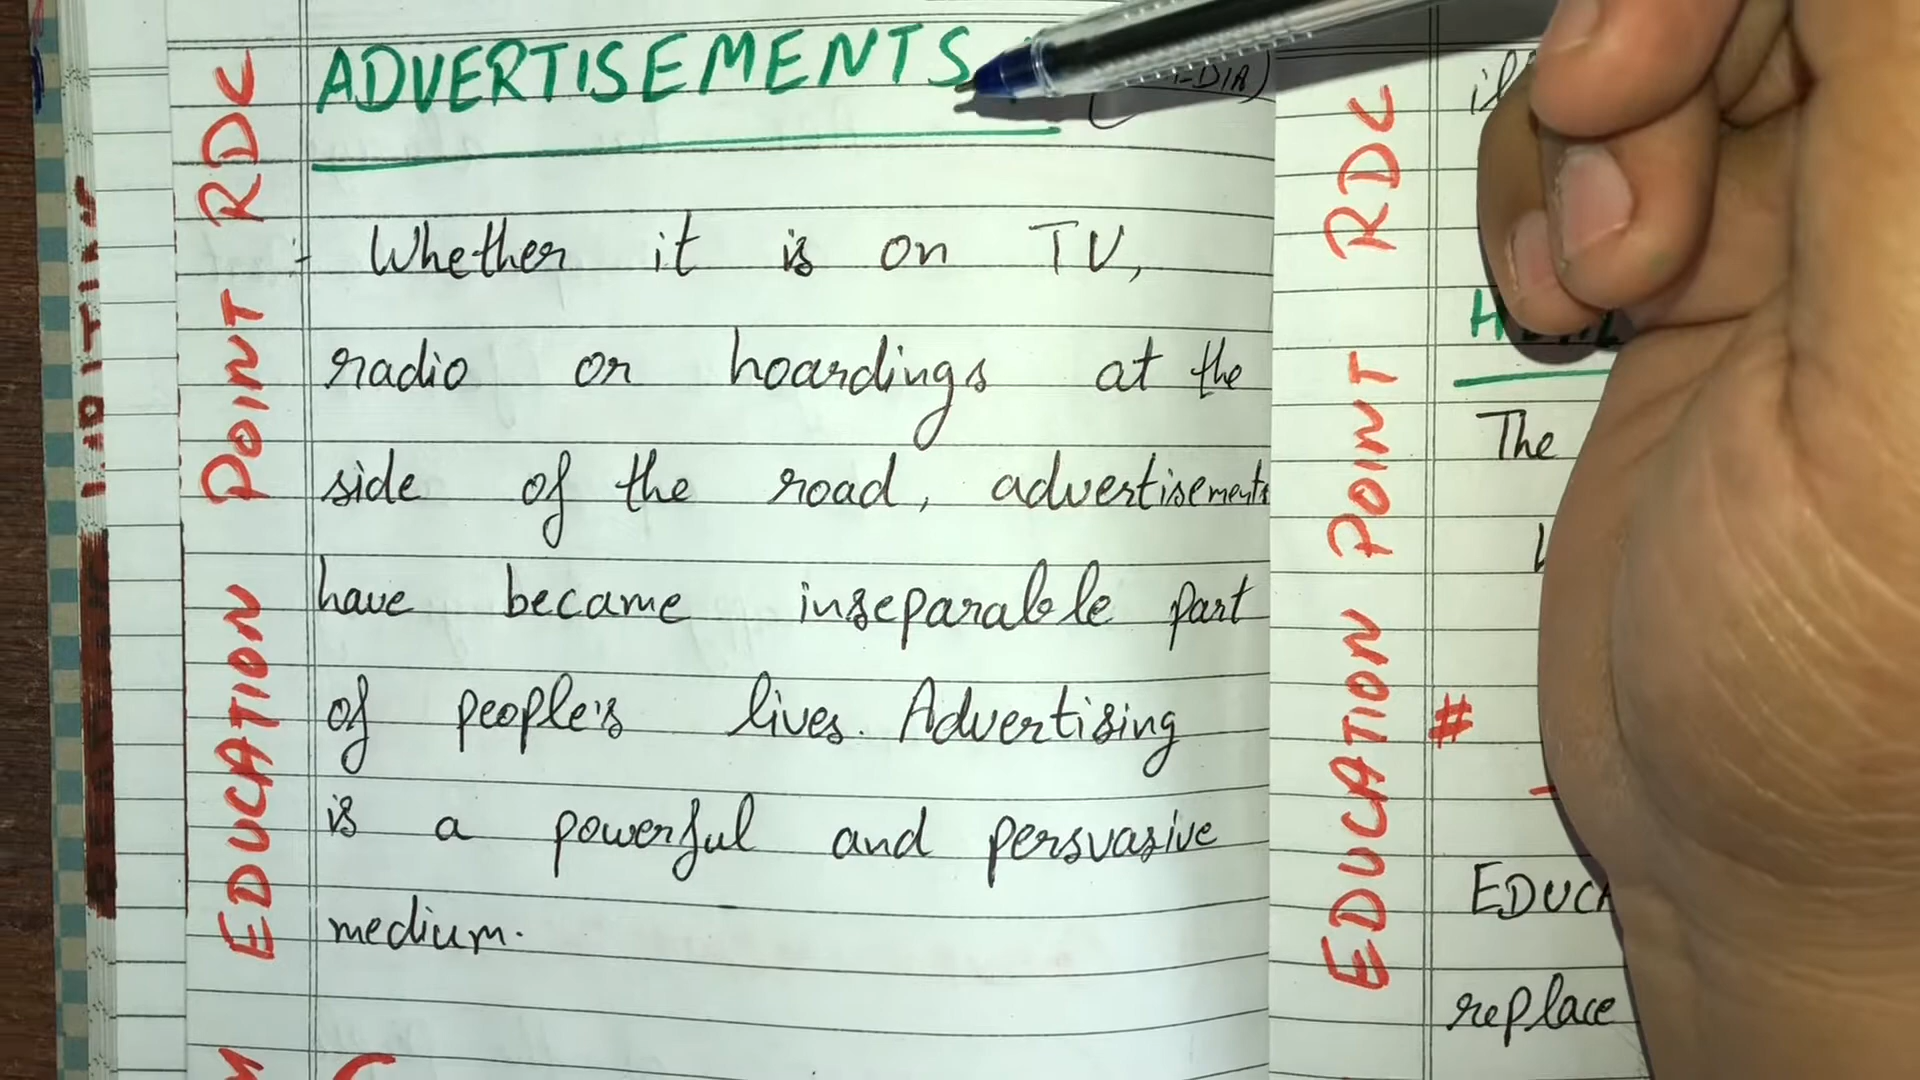 ADVERTISEMENTS
Whether it is on TV,
radio or hoardings at the
side of the road, advertisements
have became inseparable part
of people's lives. Advertising
is a powerful and persuasive
medium.
EDUCATION POINT RDC
EDUCATION POINT RDC
The
#
replace